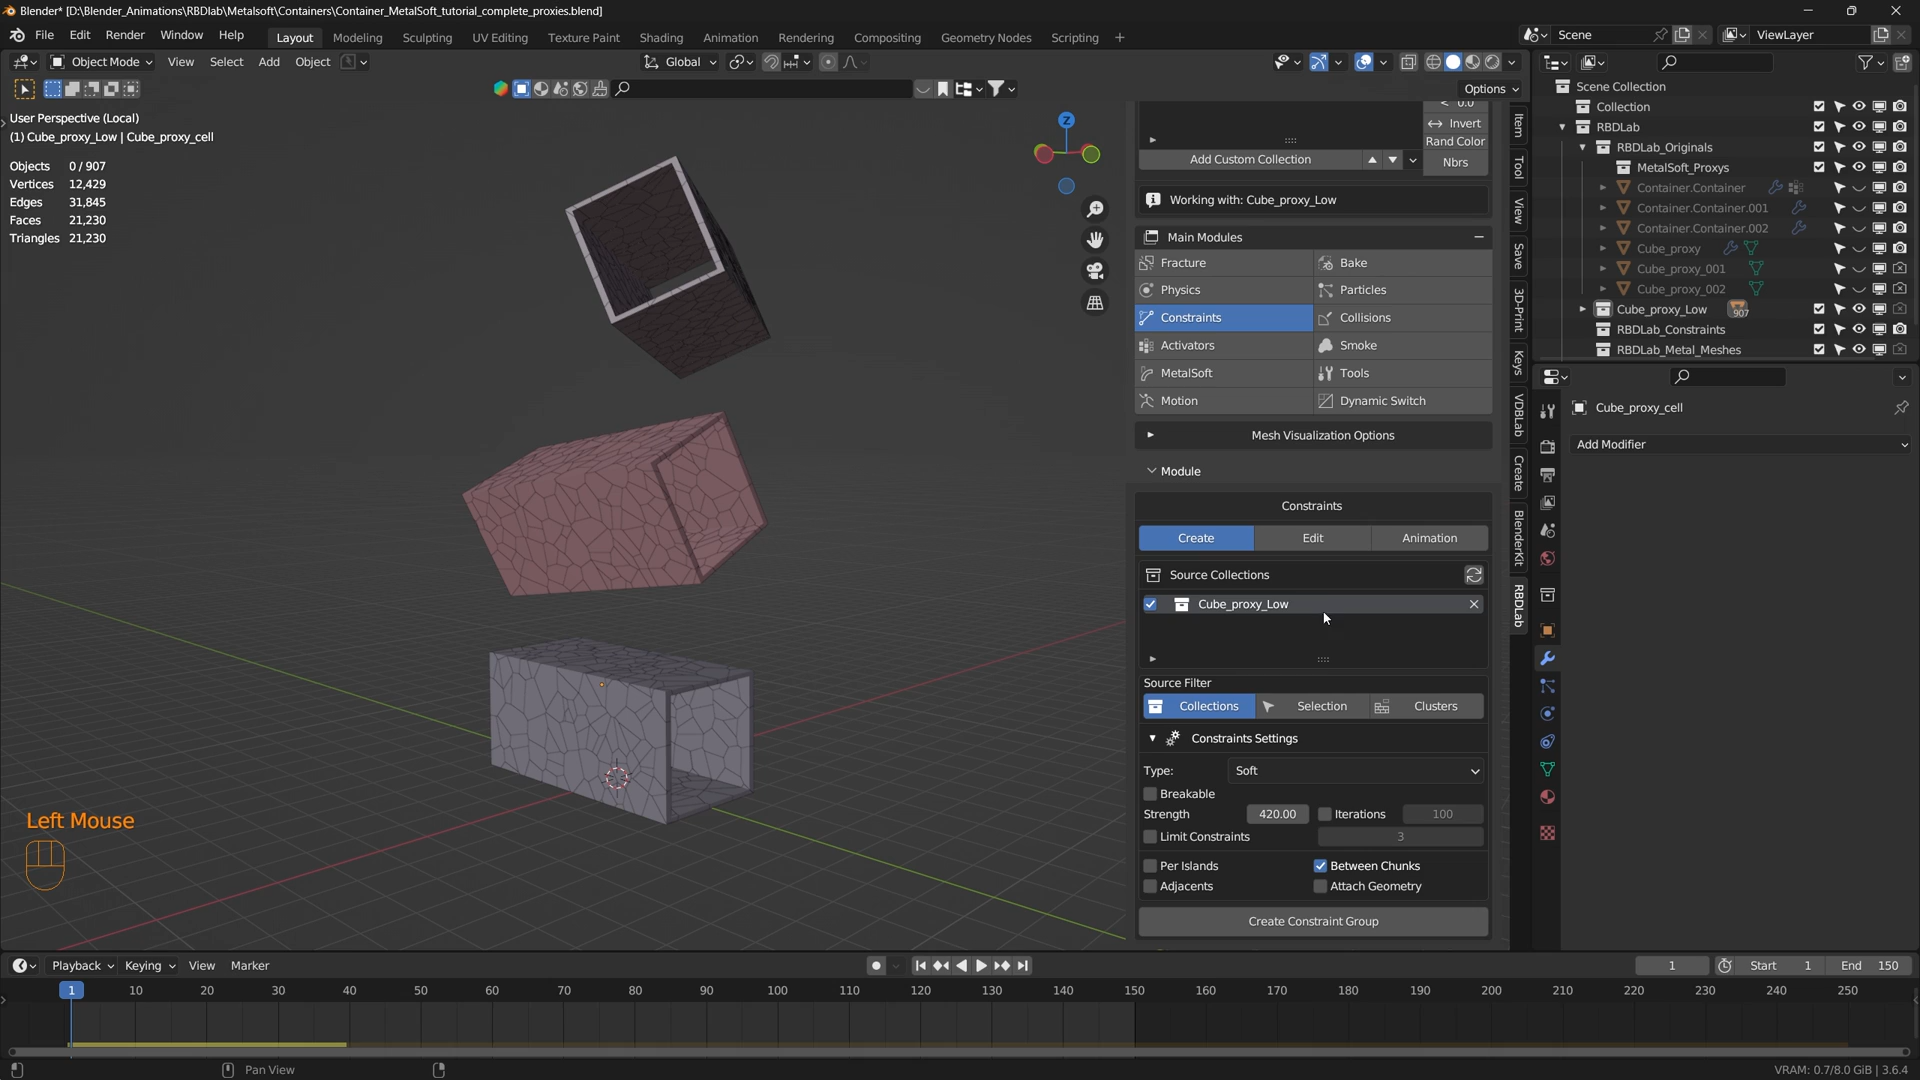 Blender* [D:\Blender_Animations\RBDlab\Metalsoft\Containers\Container_MetalSoft_tutorial_complete_proxies.blend]
File Edit Render Window Help
Layout Modeling Sculpting UV Editing Texture Paint Shading Animation Rendering Compositing Geometry Nodes Scripting +
Scene
ViewLayer
Object Mode View Select Add Object
Global
Options
User Perspective (Local)
(1) Cube_proxy_Low | Cube_proxy_cell
Objects 0/907
Vertices 12,429
Edges 31,845
Faces 21,230
Triangles 21,230
Z
Left Mouse
< 0.0
Invert
Rand Color
Nbrs
Add Custom Collection
Working with: Cube_proxy_Low
Main Modules
Fracture Bake
Physics Particles
Constraints Collisions
Activators Smoke
MetalSoft Tools
Motion Dynamic Switch
Mesh Visualization Options
Module
Constraints
Create Edit Animation
Source Collections
Cube_proxy_Low
Source Filter
Collections Selection Clusters
Constraints Settings
Type: Soft
Breakable
Strength 420.00 Iterations 100
Limit Constraints 3
Per Islands Between Chunks
Adjacents Attach Geometry
Create Constraint Group
Item
Tool
View
Save
3D-Print
Keys
VDBLab
Create
BlenderKit
RBDLab
Scene Collection
Collection
RBDLab
RBDLab_Originals
MetalSoft_Proxys
Container.Container
Container.Container.001
Container.Container.002
Cube_proxy
Cube_proxy_001
Cube_proxy_002
Cube_proxy_Low 907
RBDLab_Constraints
RBDLab_Metal_Meshes
Cube_proxy_cell
Add Modifier
Playback Keying View Marker
1 Start 1 End 150
1 10 20 30 40 50 60 70 80 90 100 110 120 130 140 150 160 170 180 190 200 210 220 230 240 250
Pan View
VRAM: 0.7/8.0 GiB | 3.6.4